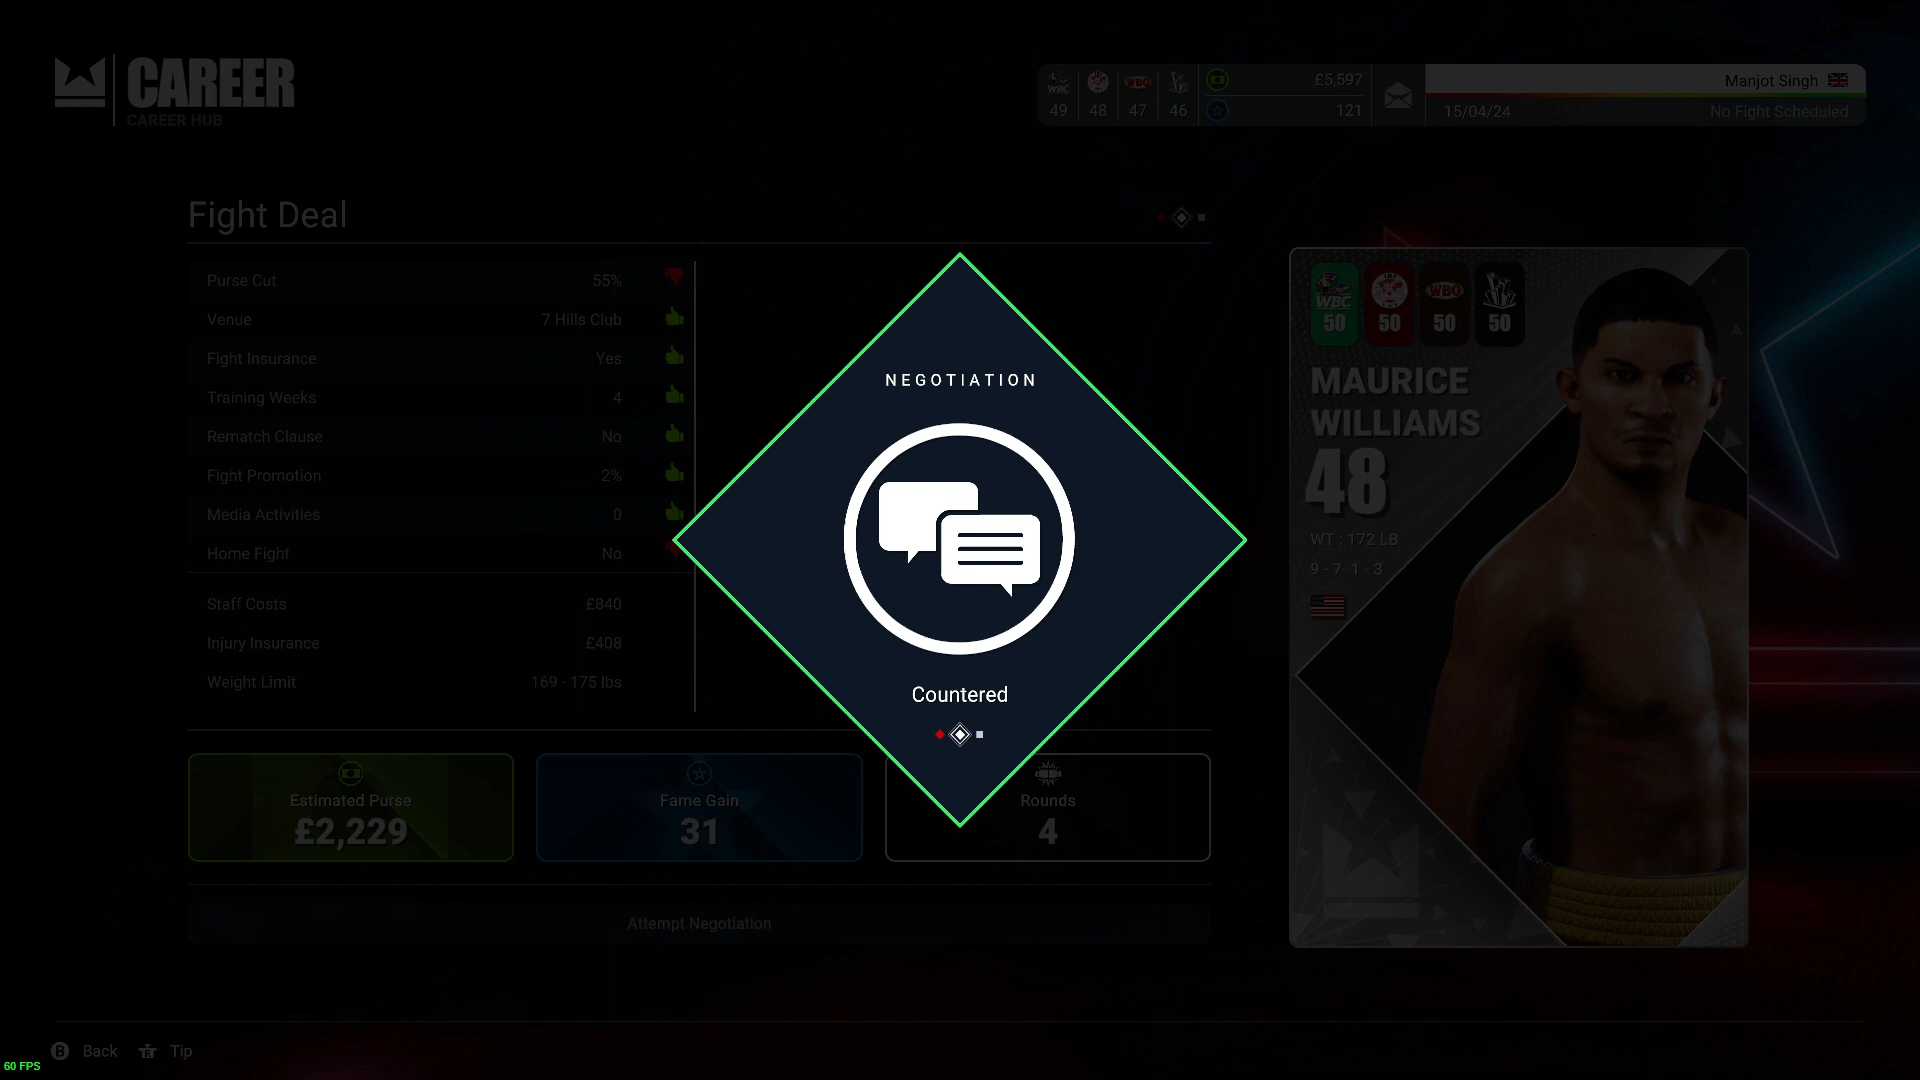 CAREER
CAREER HUB
WBC
WBO
49
48
47
46
£5,597
121
Manjot Singh
15/04/24
No Fight Scheduled
Fight Deal
Purse Cut 55%
Venue 7 Hills Club
Fight Insurance Yes
Training Weeks 4
Rematch Clause No
Fight Promotion 2%
Media Activities 0
Home Fight No
Staff Costs £840
Injury Insurance £408
Weight Limit 169 - 175 lbs
NEGOTIATION
Countered
Estimated Purse
£2,229
Fame Gain
31
Rounds
4
Attempt Negotiation
WBC
IBF
WBO
50
50
50
50
MAURICE
WILLIAMS
48
WT : 172 LB
9 - 7 - 1 - 3
B Back
R Tip
60 FPS